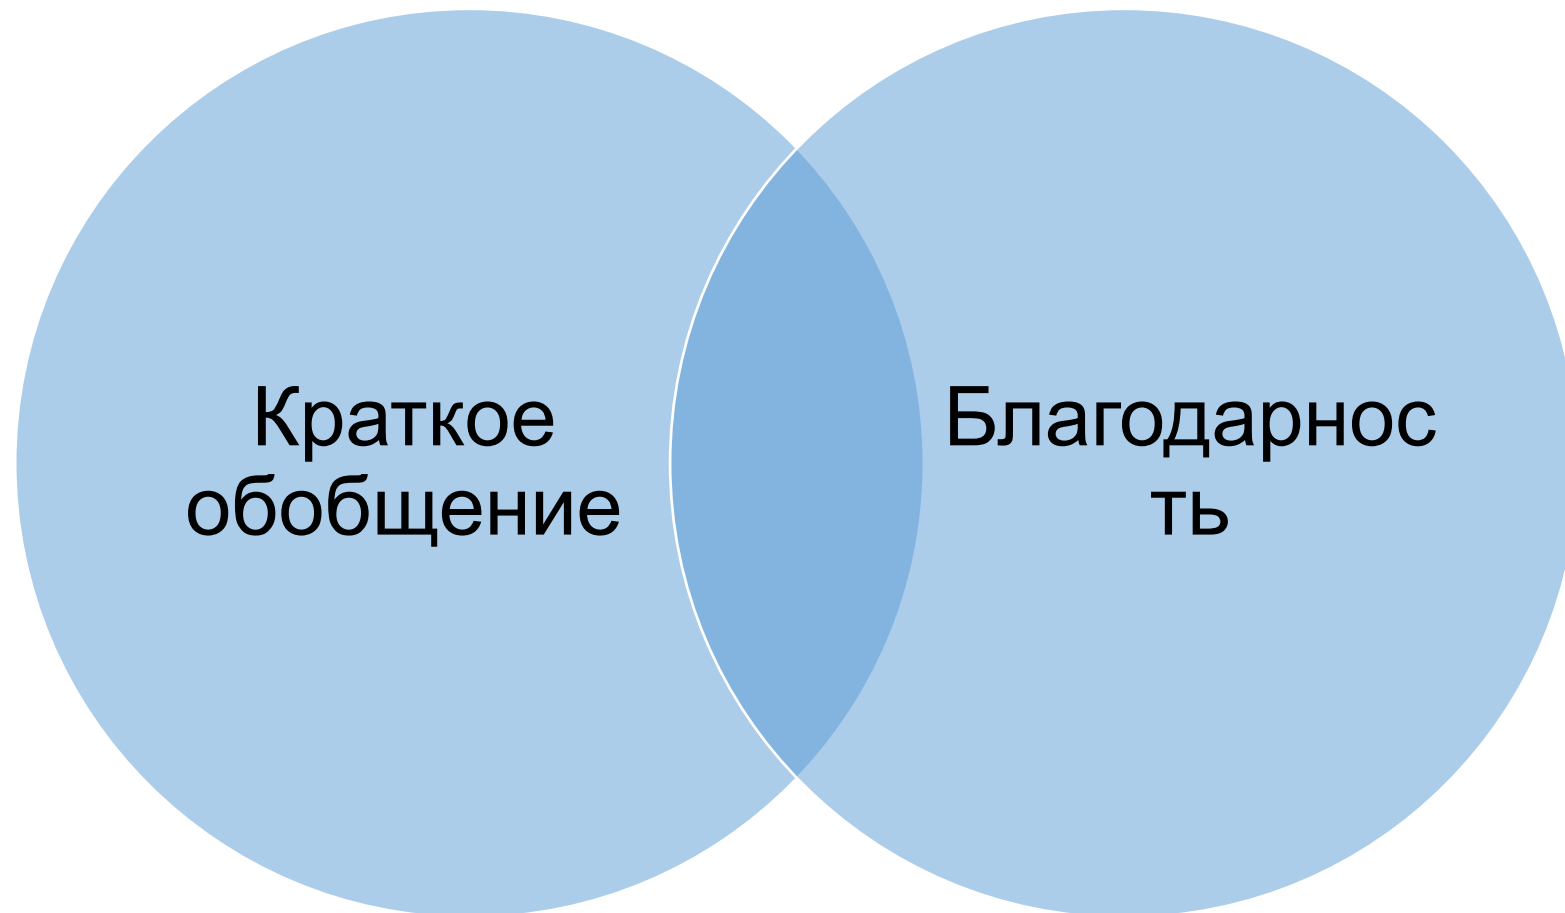 Краткое
обобщение
Благодарнос
ть